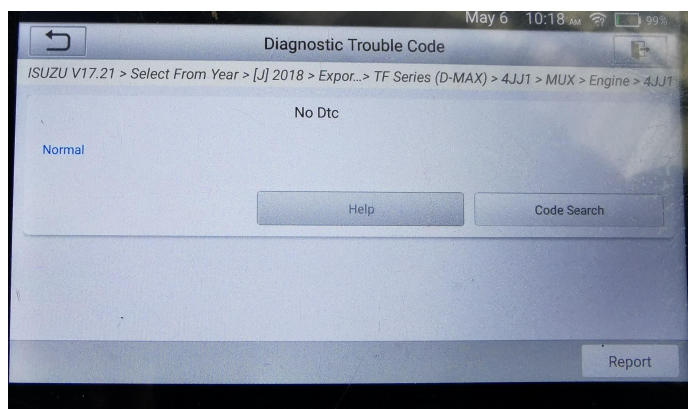 May 6 10:18 AM 99%
Diagnostic Trouble Code
ISUZU V17.21 > Select From Year > [J] 2018 > Expor...> TF Series (D-MAX) > 4JJ1 > MUX > Engine > 4JJ1
No Dtc
Normal
Help
Code Search
Report